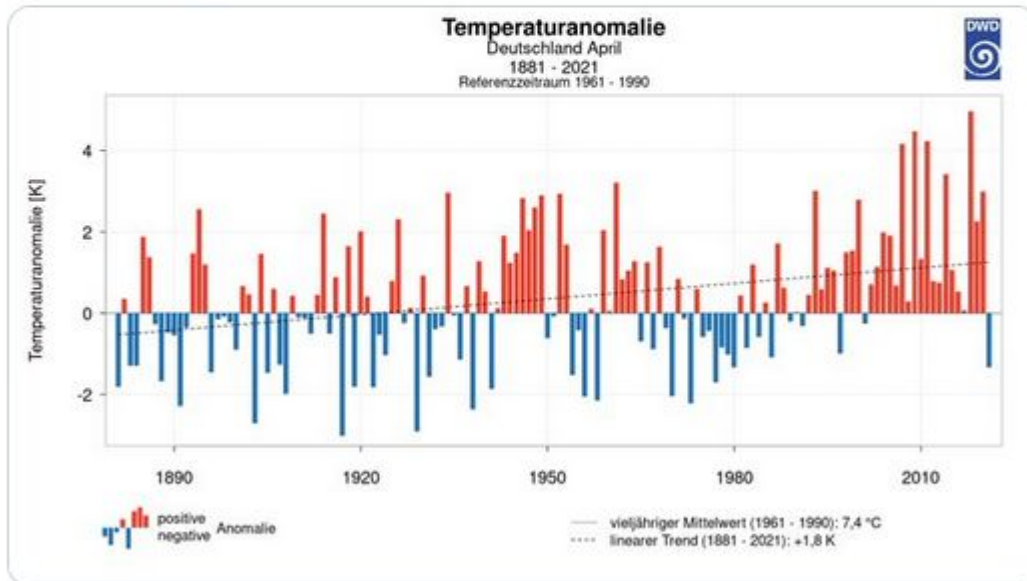 Temperaturanomalie
Deutschland April
1881 - 2021
Referenzzeitraum 1961 - 1990
DWD
Temperaturanomalie [K]
4
2
0
-2
1890 1920 1950 1980 2010
positive
negative
Anomalie
vieljähriger Mittelwert (1961 - 1990): 7,4 °C
linearer Trend (1881 - 2021): +1,8 K